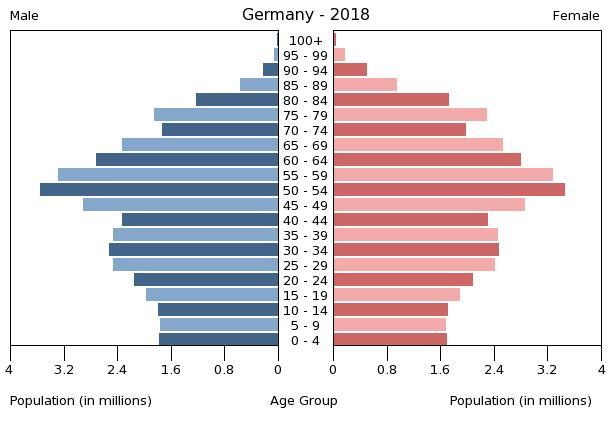 Male Germany - 2018 Female
100+
95 - 99
90 - 94
85 - 89
80 - 84
75 - 79
70 - 74
65 - 69
60 - 64
55 - 59
50 - 54
45 - 49
40 - 44
35 - 39
30 - 34
25 - 29
20 - 24
15 - 19
10 - 14
5 - 9
0 - 4
4 3.2 2.4 1.6 0.8 0 0 0.8 1.6 2.4 3.2 4
Population (in millions) Age Group Population (in millions)